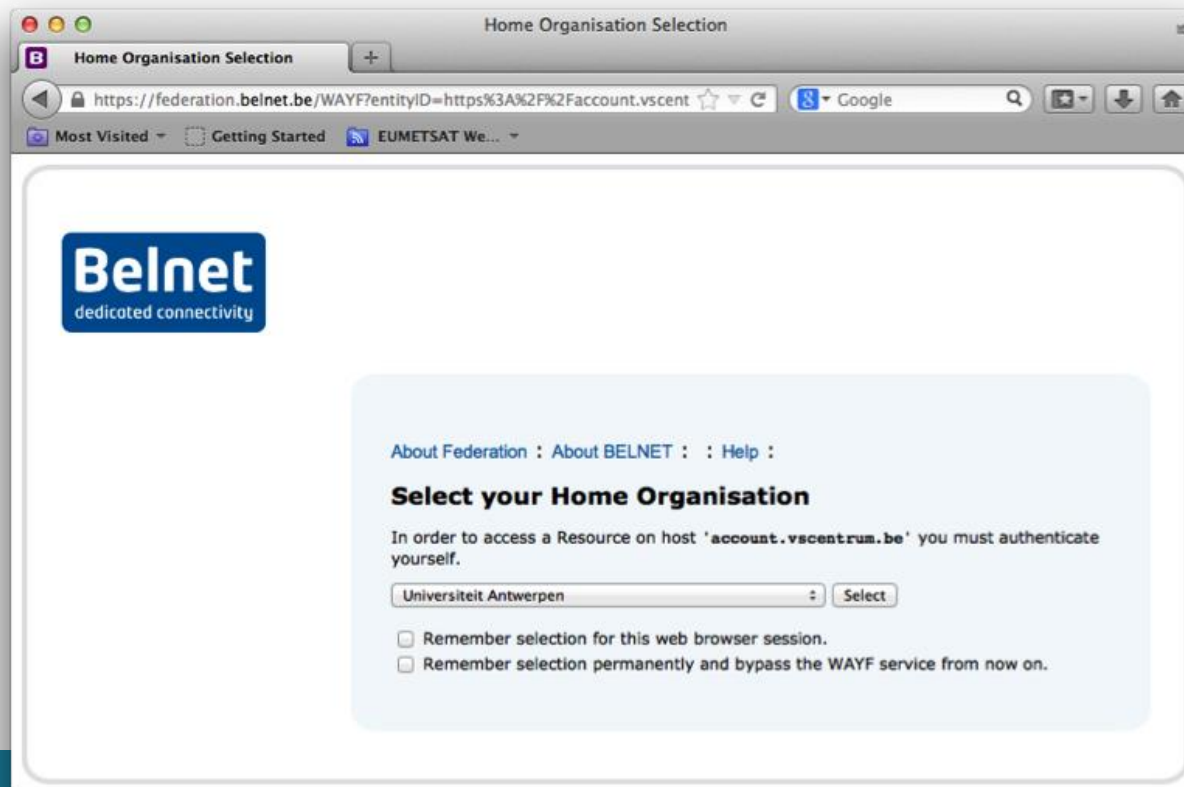 Home Organisation Selection
B Home Organisation Selection +
https://federation.belnet.be/WAYF?entityID=https%3A%2F%2Faccount.vscent 8 Google
Most Visited Getting Started EUMETSAT We...
Belnet
dedicated connectivity
About Federation : About BELNET : : Help :
Select your Home Organisation
In order to access a Resource on host 'account.vscentrum.be' you must authenticate
yourself.
Universiteit Antwerpen Select
Remember selection for this web browser session.
Remember selection permanently and bypass the WAYF service from now on.